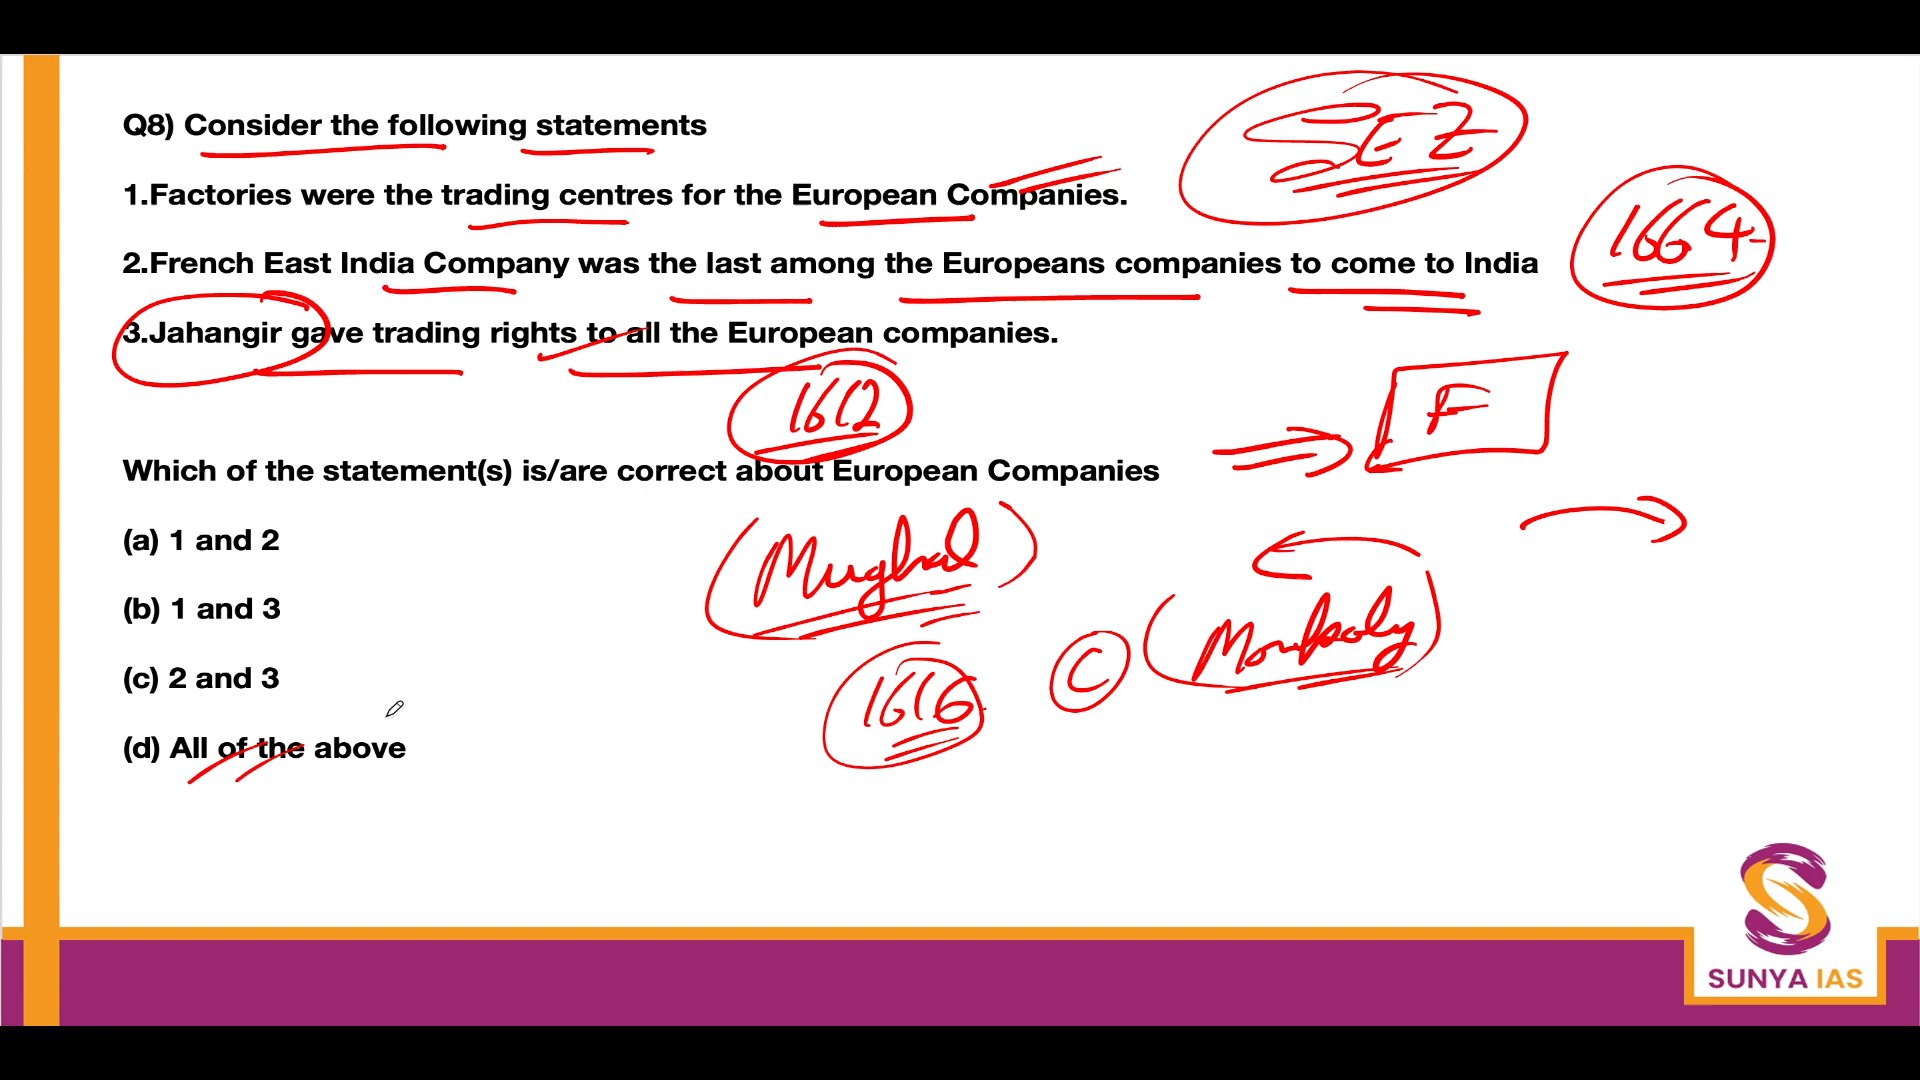 Q8) Consider the following statements
SEZ
1.Factories were the trading centres for the European Companies.
1664
2.French East India Company was the last among the Europeans companies to come to India
3.Jahangir gave trading rights to all the European companies.
1612
F
Which of the statement(s) is/are correct about European Companies
(a) 1 and 2
(Mughal)
(b) 1 and 3
(Monopoly)
(c) 2 and 3
C
1616
(d) All of the above
SUNYA IAS